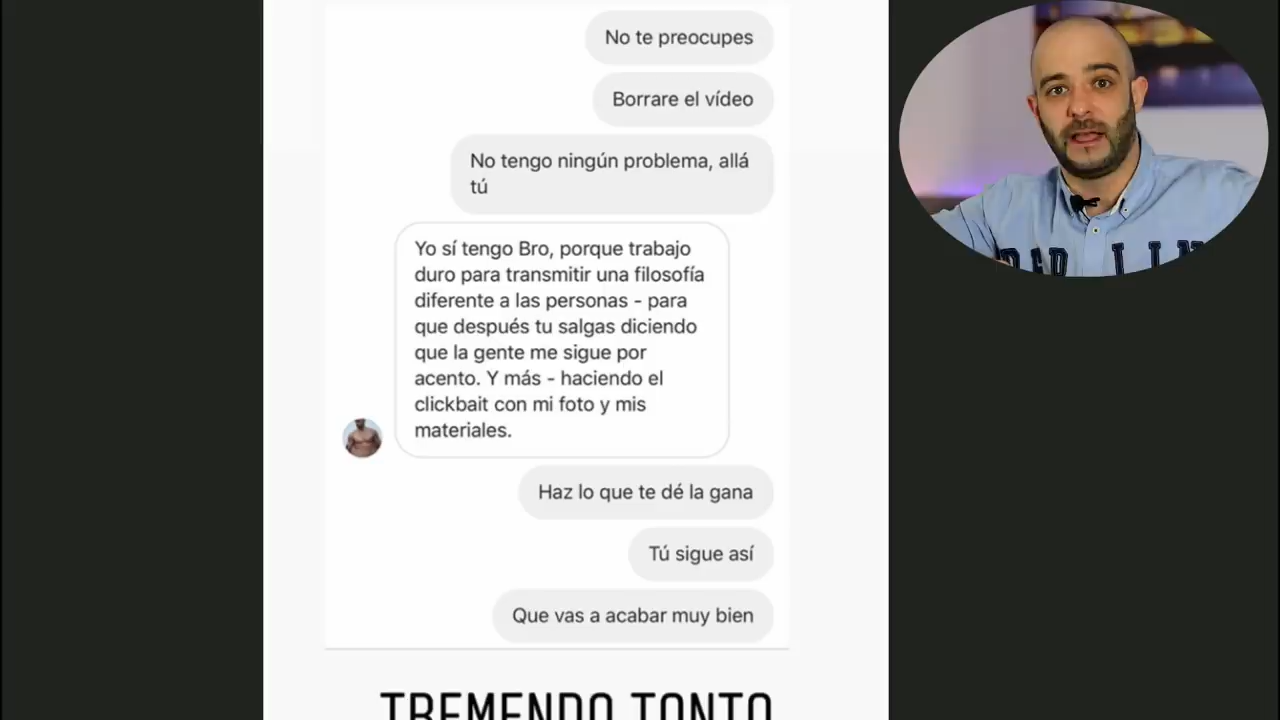 No te preocupes
Borrare el vídeo
No tengo ningún problema, allá
tú
Yo sí tengo Bro, porque trabajo
duro para transmitir una filosofía
diferente a las personas - para
que después tu salgas diciendo
que la gente me sigue por
acento. Y más - haciendo el
clickbait con mi foto y mis
materiales.
Haz lo que te dé la gana
Tú sigue así
Que vas a acabar muy bien
TREMENDO TONTO